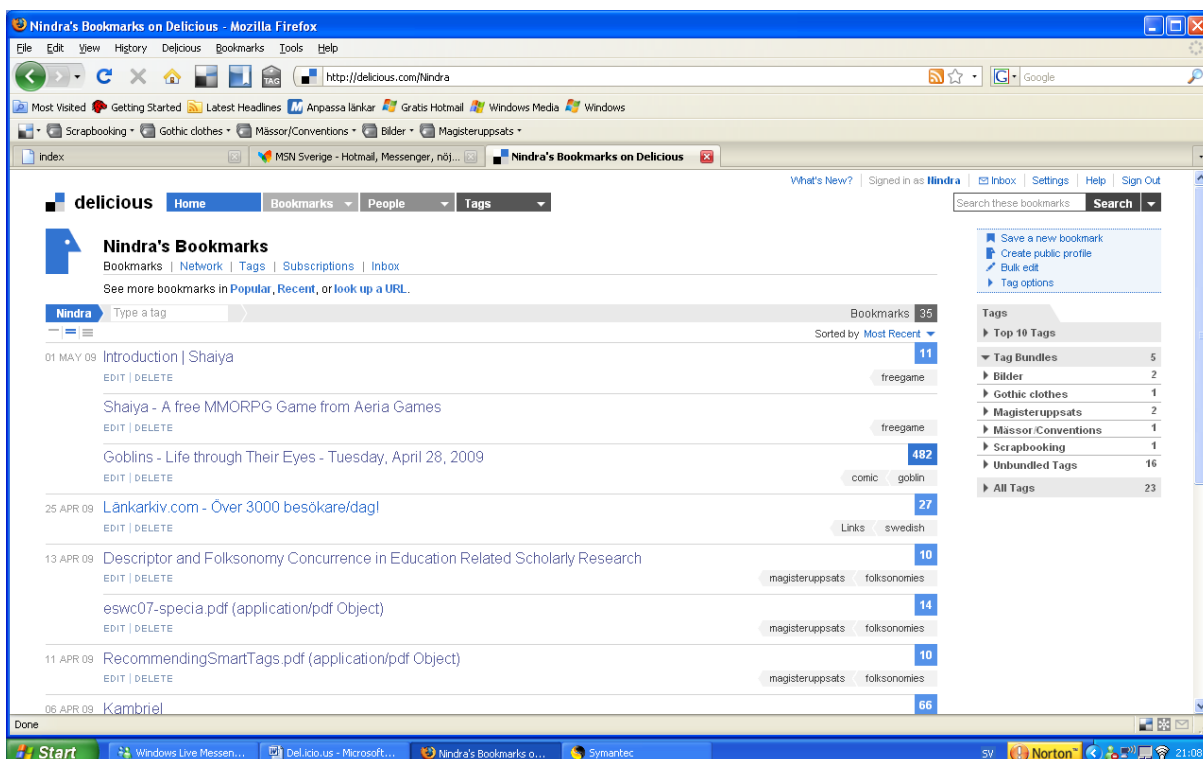 Nindra's Bookmarks on Delicious - Mozilla Firefox
File Edit View History Delicious Bookmarks Tools Help
TAG http://delicious.com/Nindra G Google
Most Visited Getting Started Latest Headlines Anpassa länkar Gratis Hotmail Windows Media Windows
Scrapbooking Gothic clothes Mässor/Conventions Bilder Magisteruppsats
index MSN Sverige - Hotmail, Messenger, nöj... Nindra's Bookmarks on Delicious
What's New? Signed in as Nindra Inbox Settings Help Sign Out
delicious Home Bookmarks People Tags Search these bookmarks Search
Nindra's Bookmarks
Bookmarks | Network | Tags | Subscriptions | Inbox
See more bookmarks in Popular, Recent, or look up a URL.
Save a new bookmark
Create public profile
Bulk edit
Tag options
Nindra Type a tag Bookmarks 35
Sorted by Most Recent
01 MAY 09 Introduction | Shaiya 11
EDIT | DELETE freegame
Shaiya - A free MMORPG Game from Aeria Games
EDIT | DELETE freegame
Goblins - Life through Their Eyes - Tuesday, April 28, 2009 482
EDIT | DELETE comic goblin
25 APR 09 Länkarkiv.com - Över 3000 besökare/dag! 27
EDIT | DELETE Links swedish
13 APR 09 Descriptor and Folksonomy Concurrence in Education Related Scholarly Research 10
EDIT | DELETE magisteruppsats folksonomies
eswc07-specia.pdf (application/pdf Object) 14
EDIT | DELETE magisteruppsats folksonomies
11 APR 09 RecommendingSmartTags.pdf (application/pdf Object) 10
EDIT | DELETE magisteruppsats folksonomies
06 APR 09 Kambriel 66
Tags
Top 10 Tags
Tag Bundles 5
Bilder 2
Gothic clothes 1
Magisteruppsats 2
Mässor/Conventions 1
Scrapbooking 1
Unbundled Tags 16
All Tags 23
Done
Start Windows Live Messen... Del.icio.us - Microsoft... Nindra's Bookmarks o... Symantec SV Norton™ 21:08